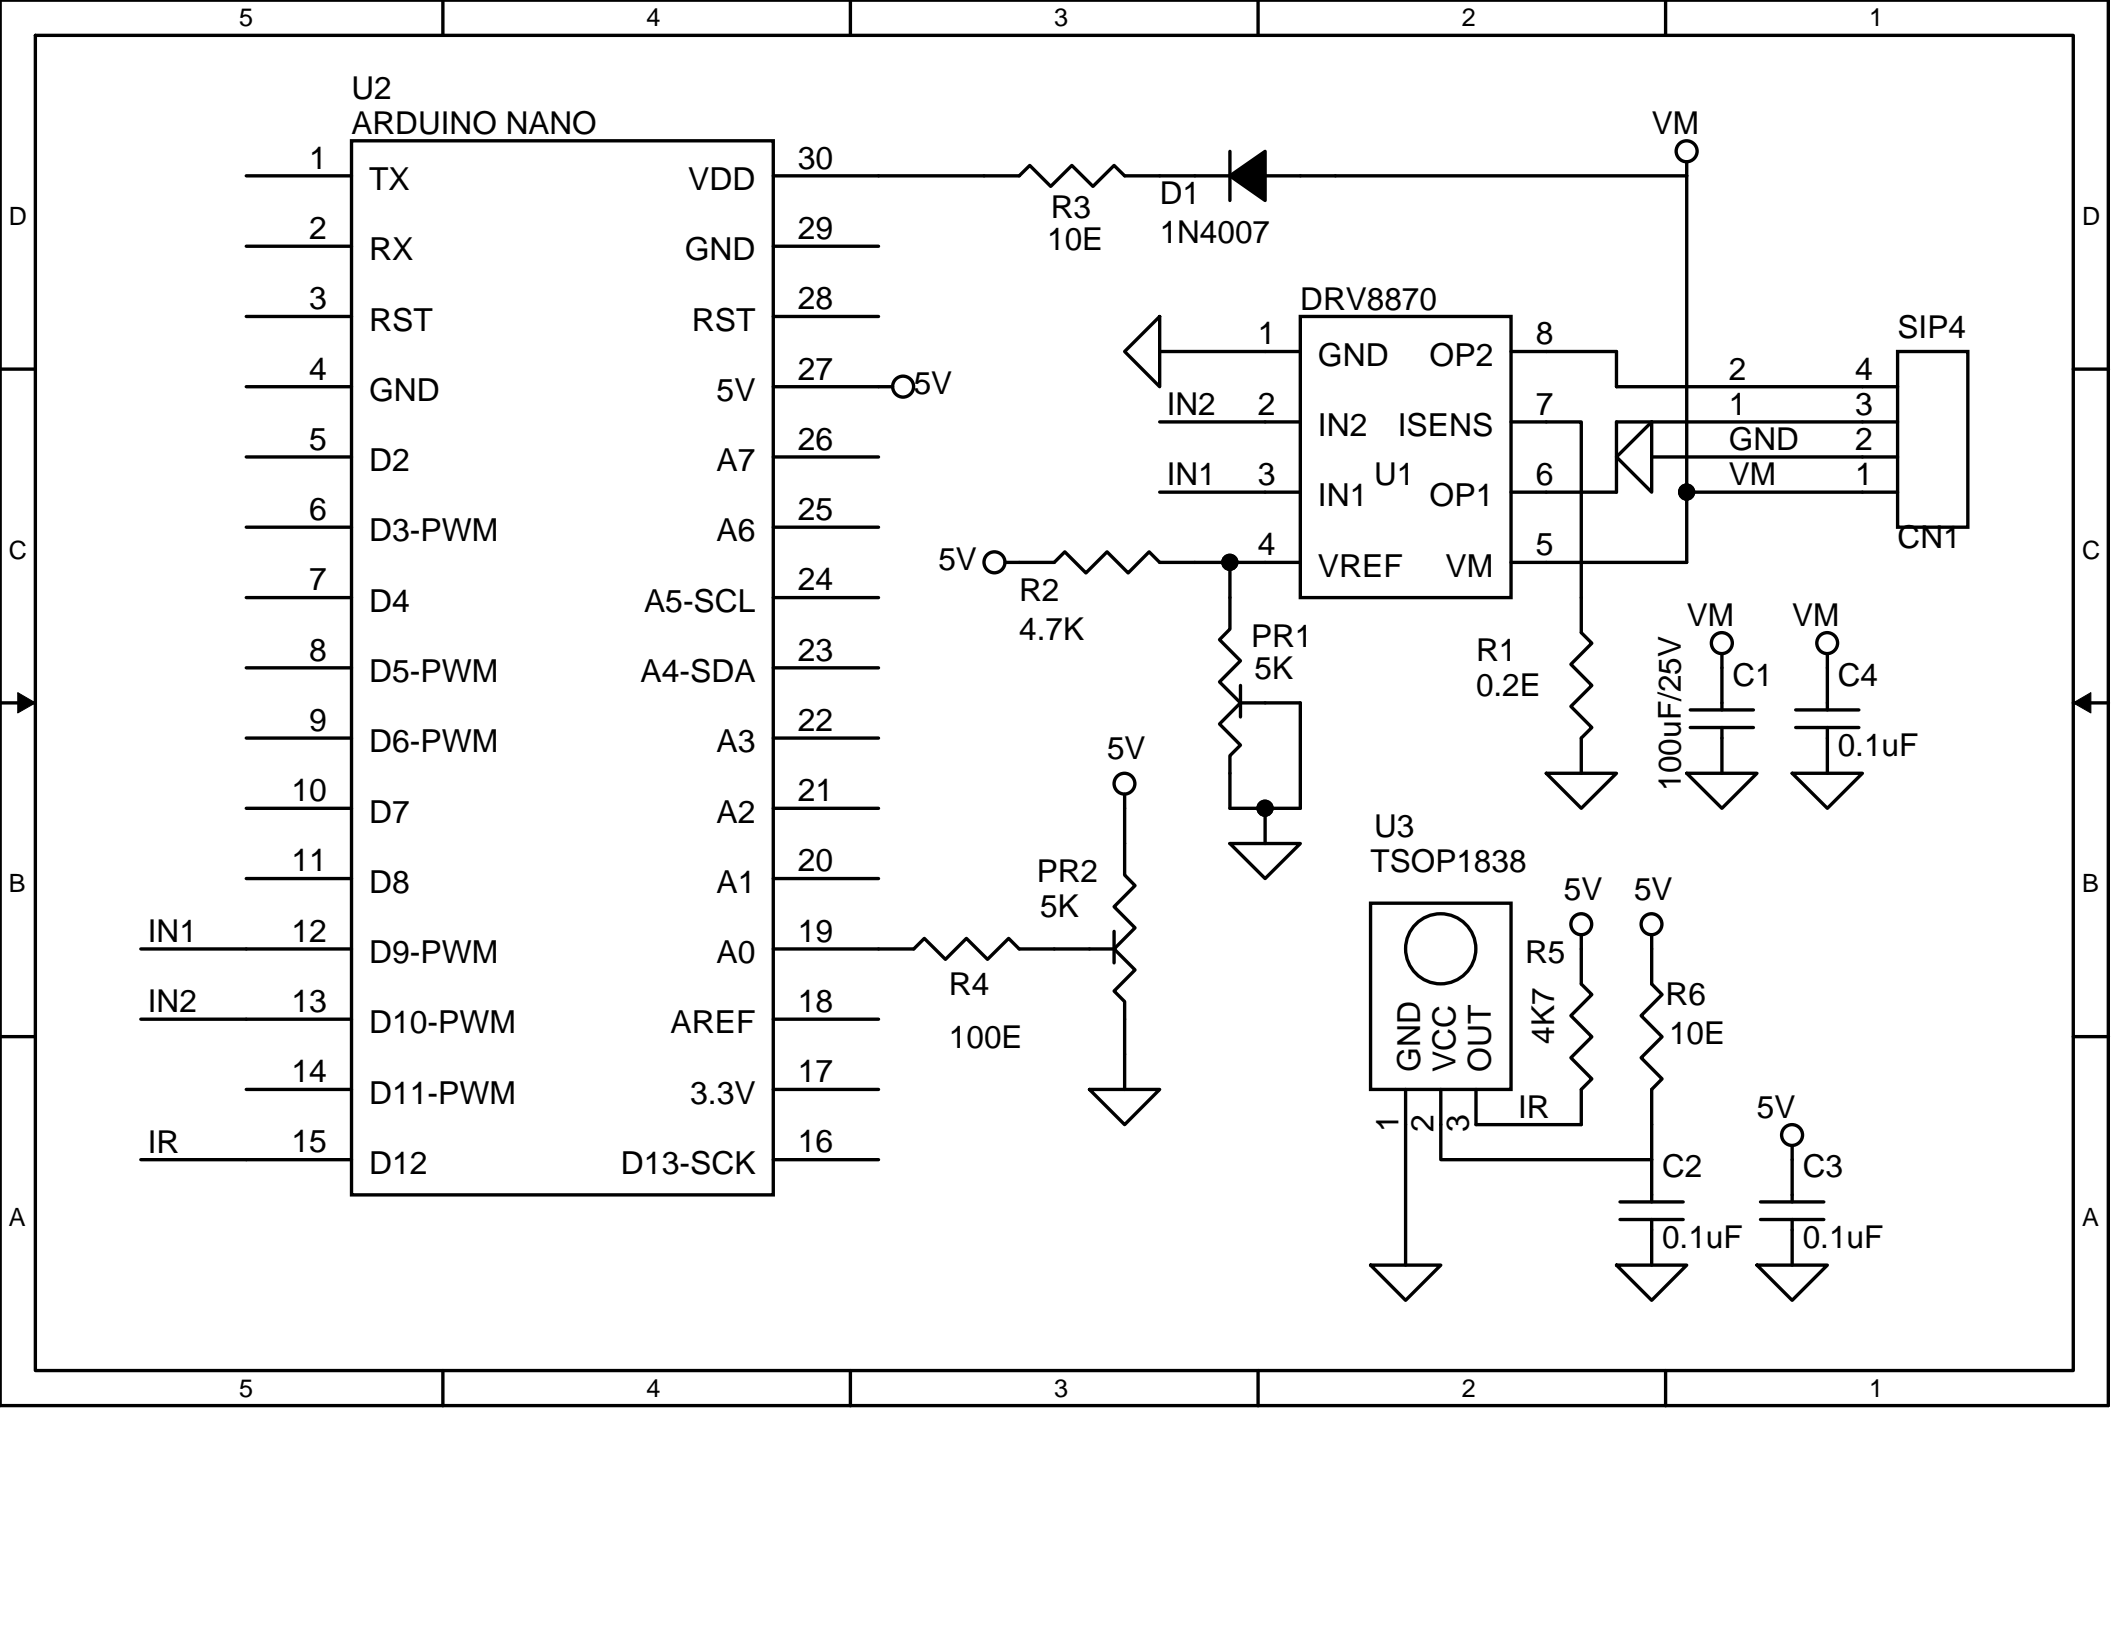 5 4 3 2 1
U2
ARDUINO NANO
1 TX VDD 30
2 RX GND 29
3 RST RST 28
4 GND 5V 27 5V
5 D2 A7 26
6 D3-PWM A6 25
7 D4 A5-SCL 24
8 D5-PWM A4-SDA 23
9 D6-PWM A3 22
10 D7 A2 21
11 D8 A1 20
IN1 12 D9-PWM A0 19
IN2 13 D10-PWM AREF 18
14 D11-PWM 3.3V 17
IR 15 D12 D13-SCK 16
R3
10E
D1
1N4007
VM
DRV8870
1 GND OP2 8
IN2 2 IN2 ISENS 7
IN1 3 IN1 U1 OP1 6
4 VREF VM 5
SIP4
2 4
1 3
GND 2
VM 1
CN1
5V
R2
4.7K
PR1
5K
R1
0.2E
VM
C1
100uF/25V
VM
C4
0.1uF
5V
PR2
5K
R4
100E
U3
TSOP1838
GND
VCC
OUT
1
2
3
IR
5V
R5
4K7
5V
R6
10E
C2
0.1uF
5V
C3
0.1uF
D
C
B
A
D
C
B
A
5 4 3 2 1